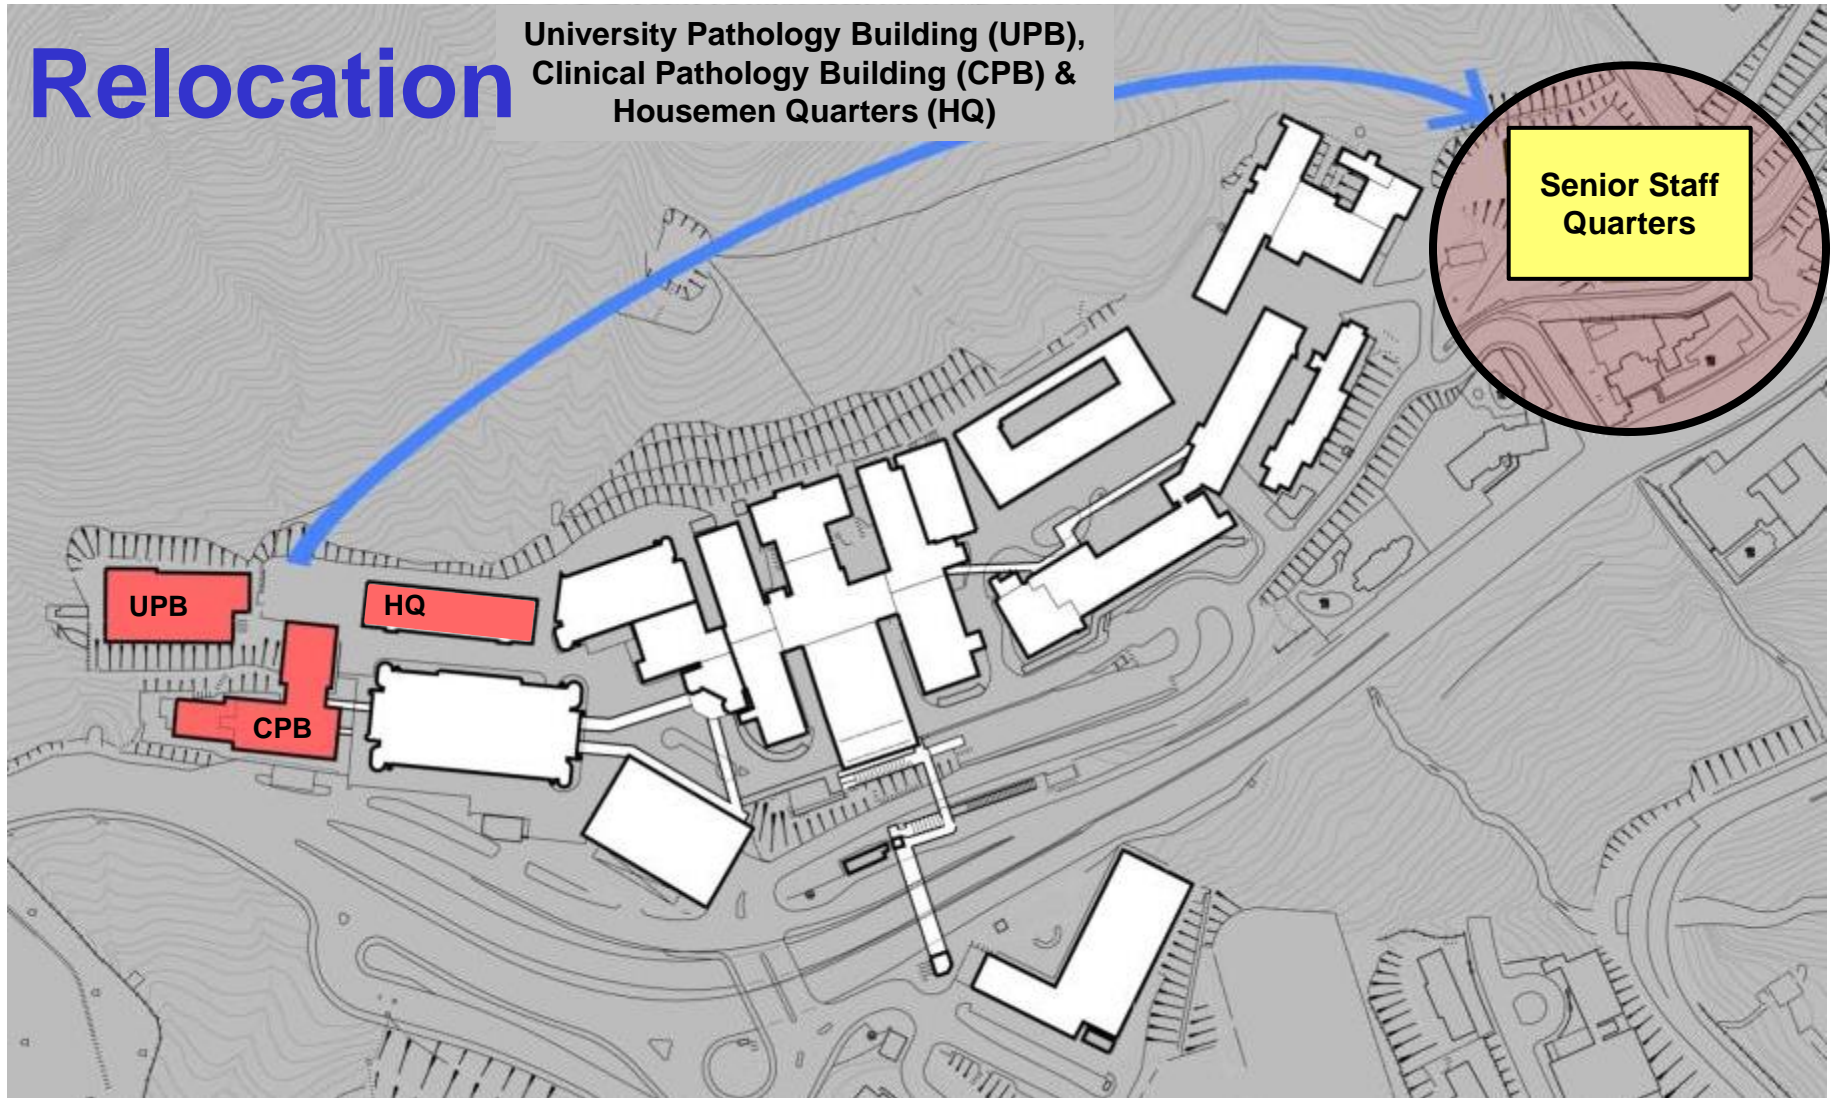 Relocation
University Pathology Building (UPB),
Clinical Pathology Building (CPB) &
Housemen Quarters (HQ)
Senior Staff
Quarters
UPB
HQ
CPB